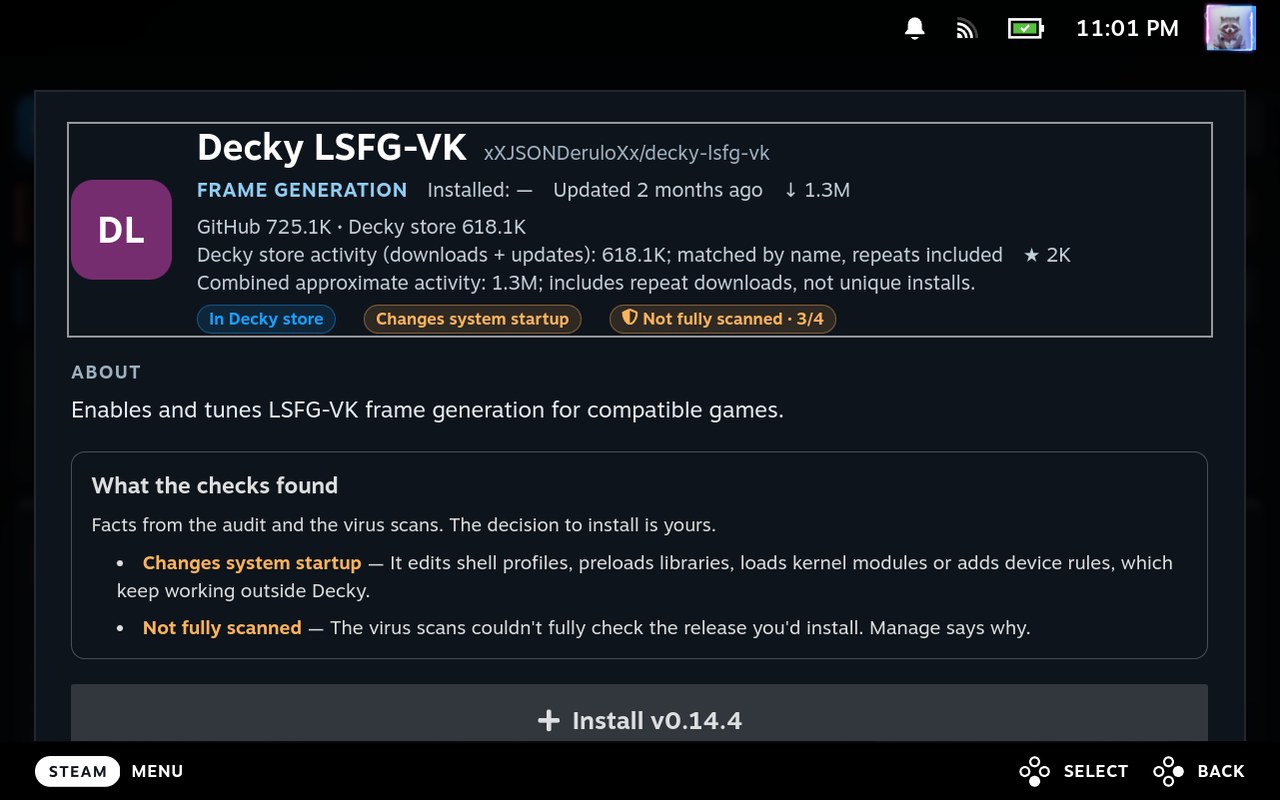 11:01 PM
Decky LSFG-VK xXJSONDeruloXx/decky-lsfg-vk
DL
FRAME GENERATION Installed: — Updated 2 months ago ↓ 1.3M
GitHub 725.1K · Decky store 618.1K
Decky store activity (downloads + updates): 618.1K; matched by name, repeats included ★ 2K
Combined approximate activity: 1.3M; includes repeat downloads, not unique installs.
In Decky store Changes system startup Not fully scanned · 3/4
ABOUT
Enables and tunes LSFG-VK frame generation for compatible games.
What the checks found
Facts from the audit and the virus scans. The decision to install is yours.
• Changes system startup — It edits shell profiles, preloads libraries, loads kernel modules or adds device rules, which
keep working outside Decky.
• Not fully scanned — The virus scans couldn't fully check the release you'd install. Manage says why.
+ Install v0.14.4
STEAM MENU SELECT BACK